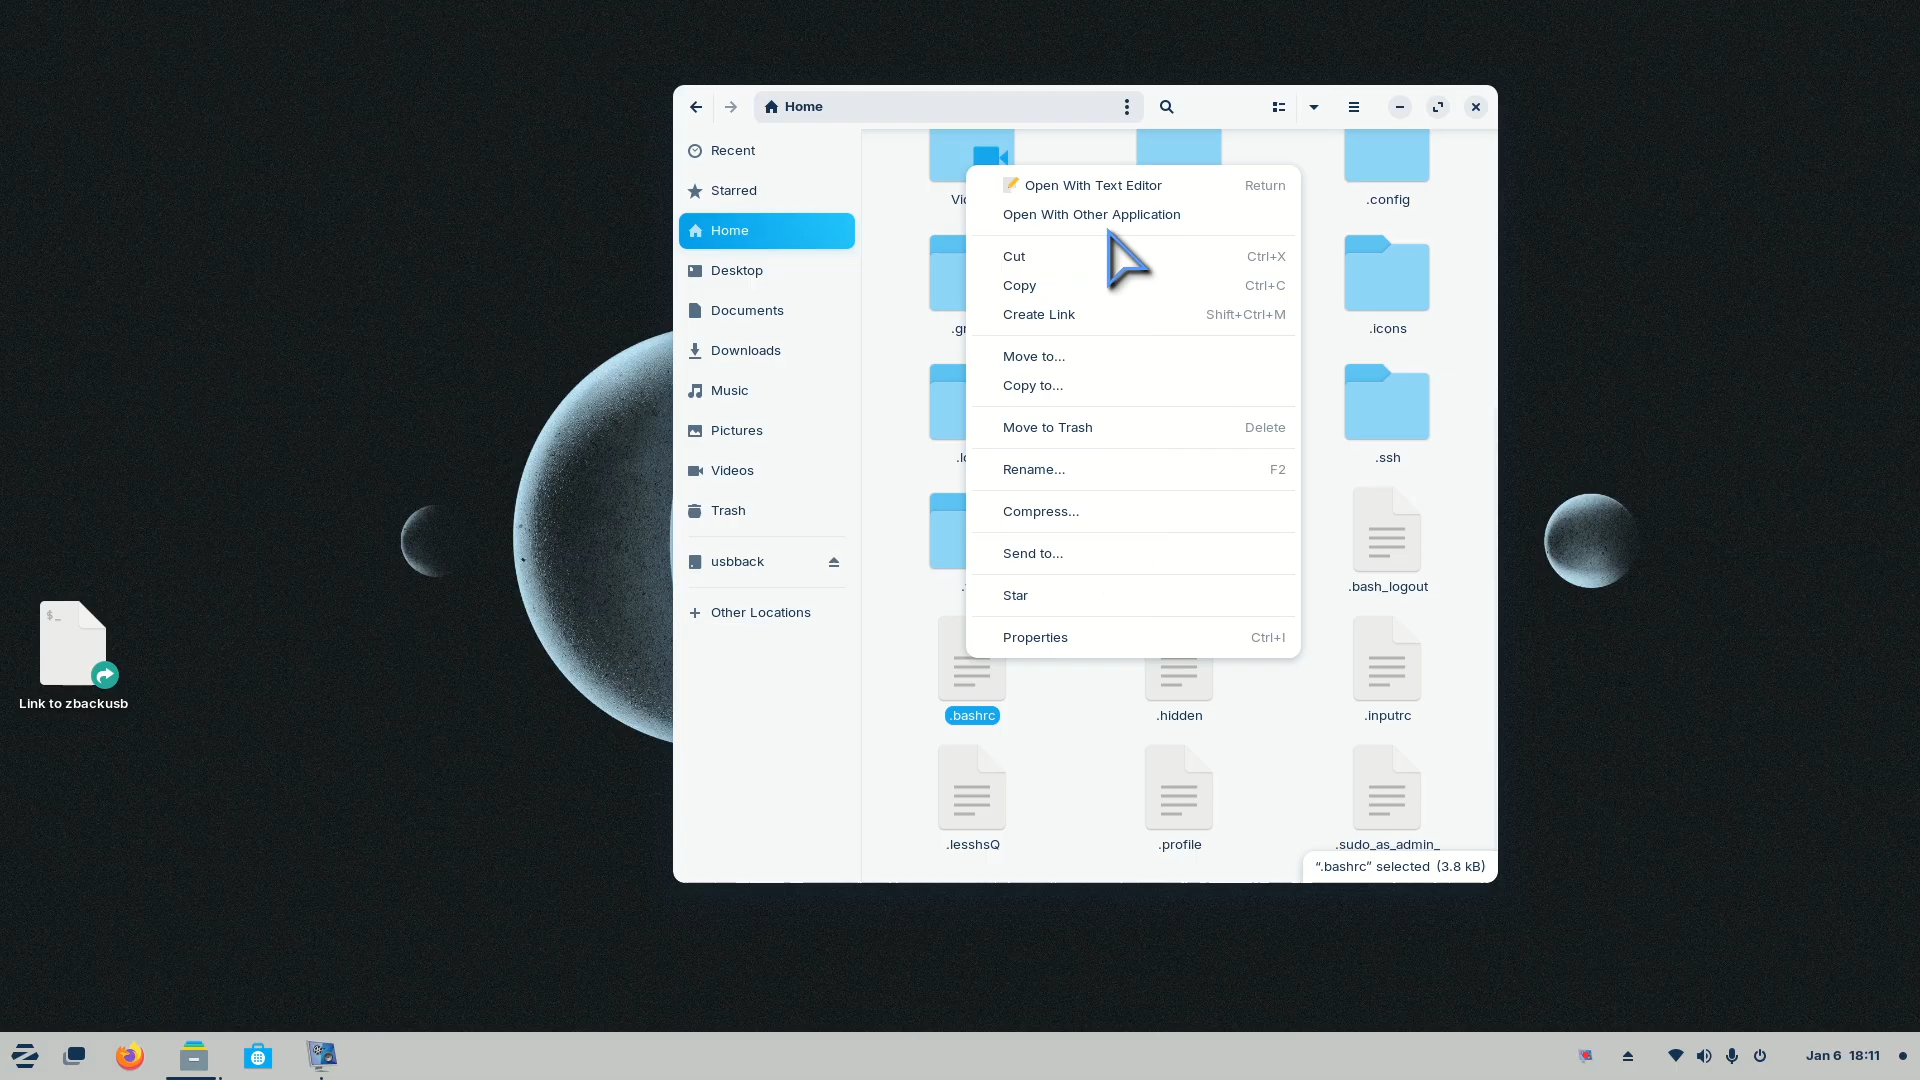 Home
Recent
Starred
Home
Desktop
Documents
Downloads
Music
Pictures
Videos
Trash
usbback
Other Locations
.config
Open With Text Editor Return
Open With Other Application
Cut Ctrl+X
Copy Ctrl+C
Create Link Shift+Ctrl+M
Move to...
Copy to...
Move to Trash Delete
Rename... F2
Compress...
Send to...
Star
Properties Ctrl+I
.icons
.ssh
.bash_logout
.bashrc
.hidden
.inputrc
.lesshsQ
.profile
.sudo_as_admin_
“.bashrc” selected (3.8 kB)
$_
Link to zbackusb
Jan 6 18:11